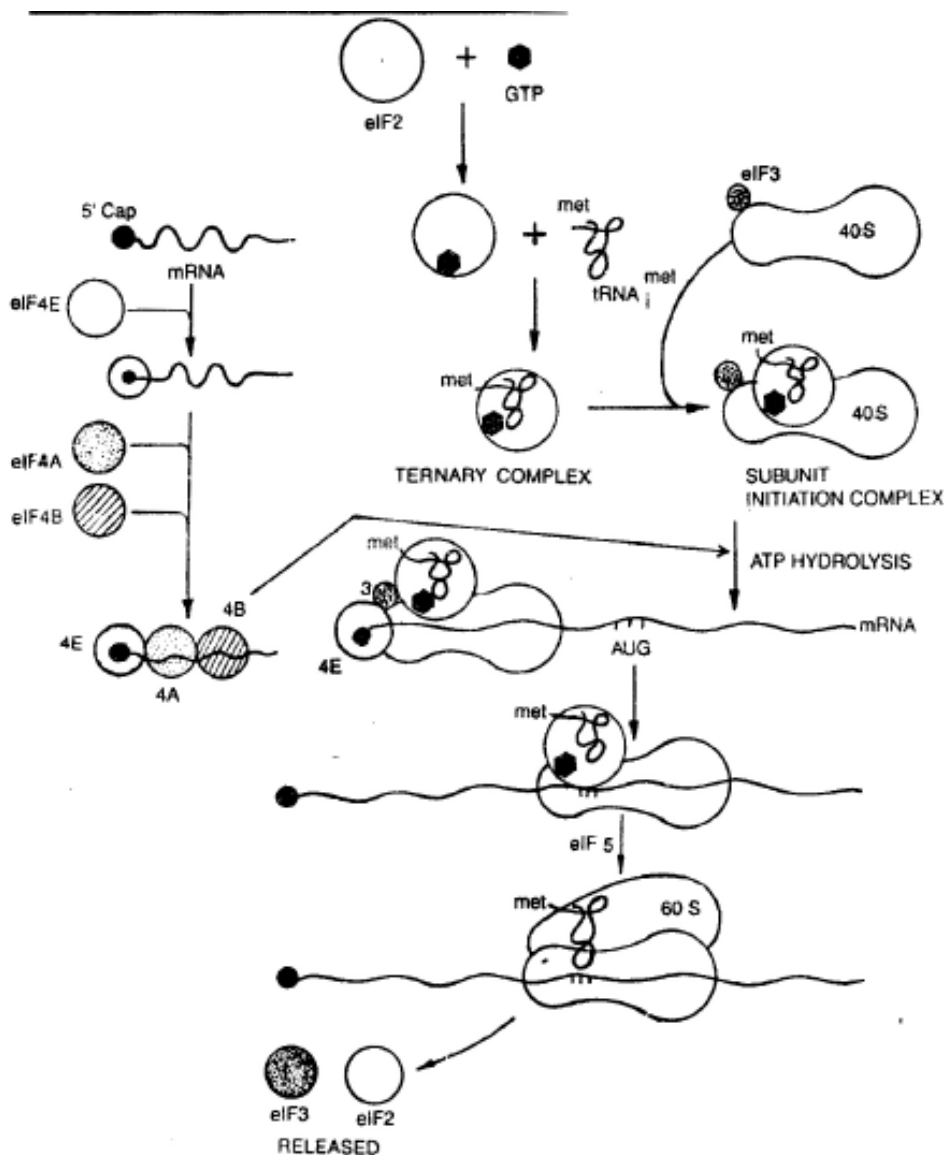 eIF2
+
GTP
5' Cap
mRNA
eIF4E
met
+
tRNA met i
eIF3
40S
met
met
40S
eIF4A
eIF4B
TERNARY COMPLEX
SUBUNIT
INITIATION COMPLEX
ATP HYDROLYSIS
4B
4E
4A
met
3
4E
AUG
mRNA
met
eIF 5
met
60 S
eIF3
eIF2
RELEASED